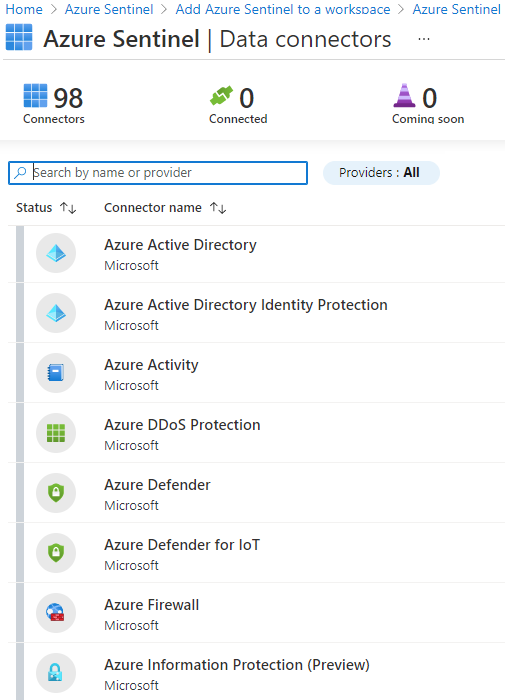 Home > Azure Sentinel > Add Azure Sentinel to a workspace > Azure Sentinel
Azure Sentinel | Data connectors ...
98 0 0
Connectors Connected Coming soon
Search by name or provider Providers : All
Status ↑↓ Connector name ↑↓
Azure Active Directory
Microsoft
Azure Active Directory Identity Protection
Microsoft
Azure Activity
Microsoft
Azure DDoS Protection
Microsoft
Azure Defender
Microsoft
Azure Defender for IoT
Microsoft
Azure Firewall
Microsoft
Azure Information Protection (Preview)
Microsoft